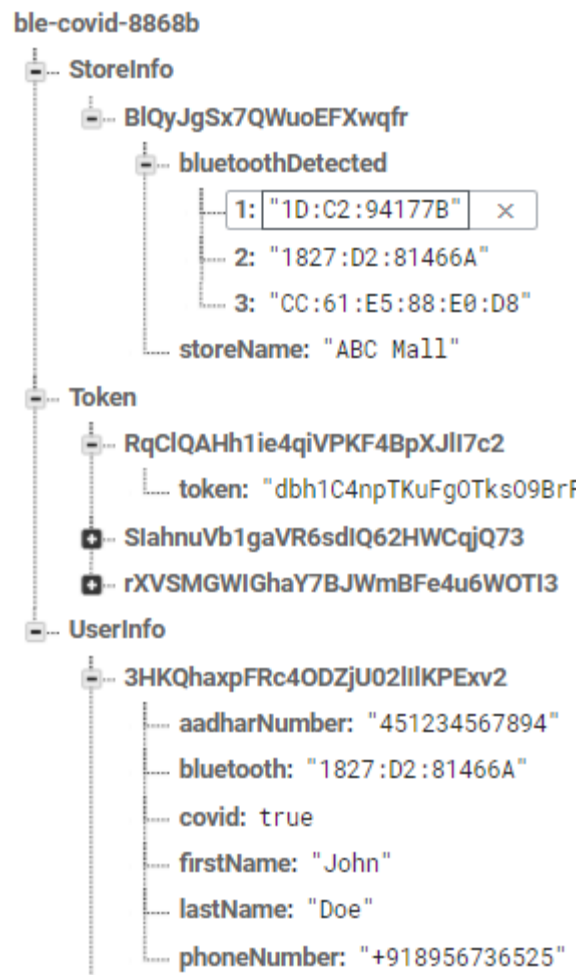 ble-covid-8868b
StoreInfo
BlQyJgSx7QWuoEFXwqfr
bluetoothDetected
1: "1D:C2:94177B" ×
2: "1827:D2:81466A"
3: "CC:61:E5:88:E0:D8"
storeName: "ABC Mall"
Token
RqClQAHh1ie4qiVPKF4BpXJlI7c2
token: "dbh1C4npTKuFgOTksO9BrF
SIahnuVb1gaVR6sdIQ62HWCqjQ73
rXVSMGWIGhaY7BJWmBFe4u6WOTI3
UserInfo
3HKQhaxpFRc4ODZjU02lIlKPExv2
aadharNumber: "451234567894"
bluetooth: "1827:D2:81466A"
covid: true
firstName: "John"
lastName: "Doe"
phoneNumber: "+918956736525"